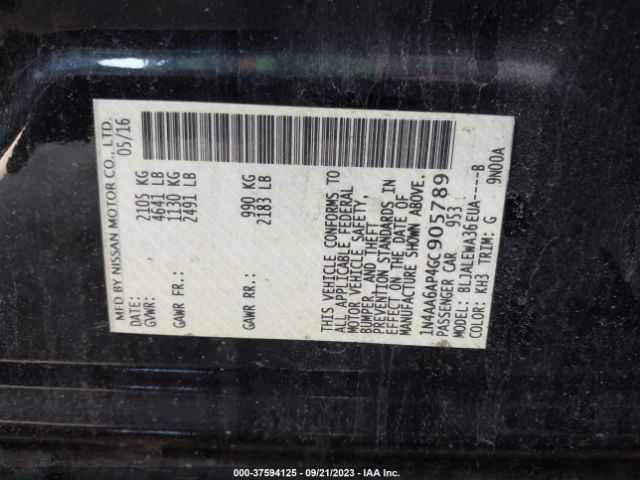 MFD BY NISSAN MOTOR CO., LTD.
DATE: 05/16
GVWR: 2105 KG
4641 LB
GAWR FR.: 1130 KG
2491 LB
GAWR RR.: 990 KG
2183 LB
THIS VEHICLE CONFORMS TO
ALL APPLICABLE FEDERAL
MOTOR VEHICLE SAFETY,
BUMPER, AND THEFT
PREVENTION STANDARDS IN
EFFECT ON THE DATE OF
MANUFACTURE SHOWN ABOVE.
1N4AA6AP4GC905789
PASSENGER CAR 953
MODEL: BLJALEWA36EUA----B
COLOR: KH3 TRIM: G 9N00A
000-37594125 - 09/21/2023 - IAA Inc.